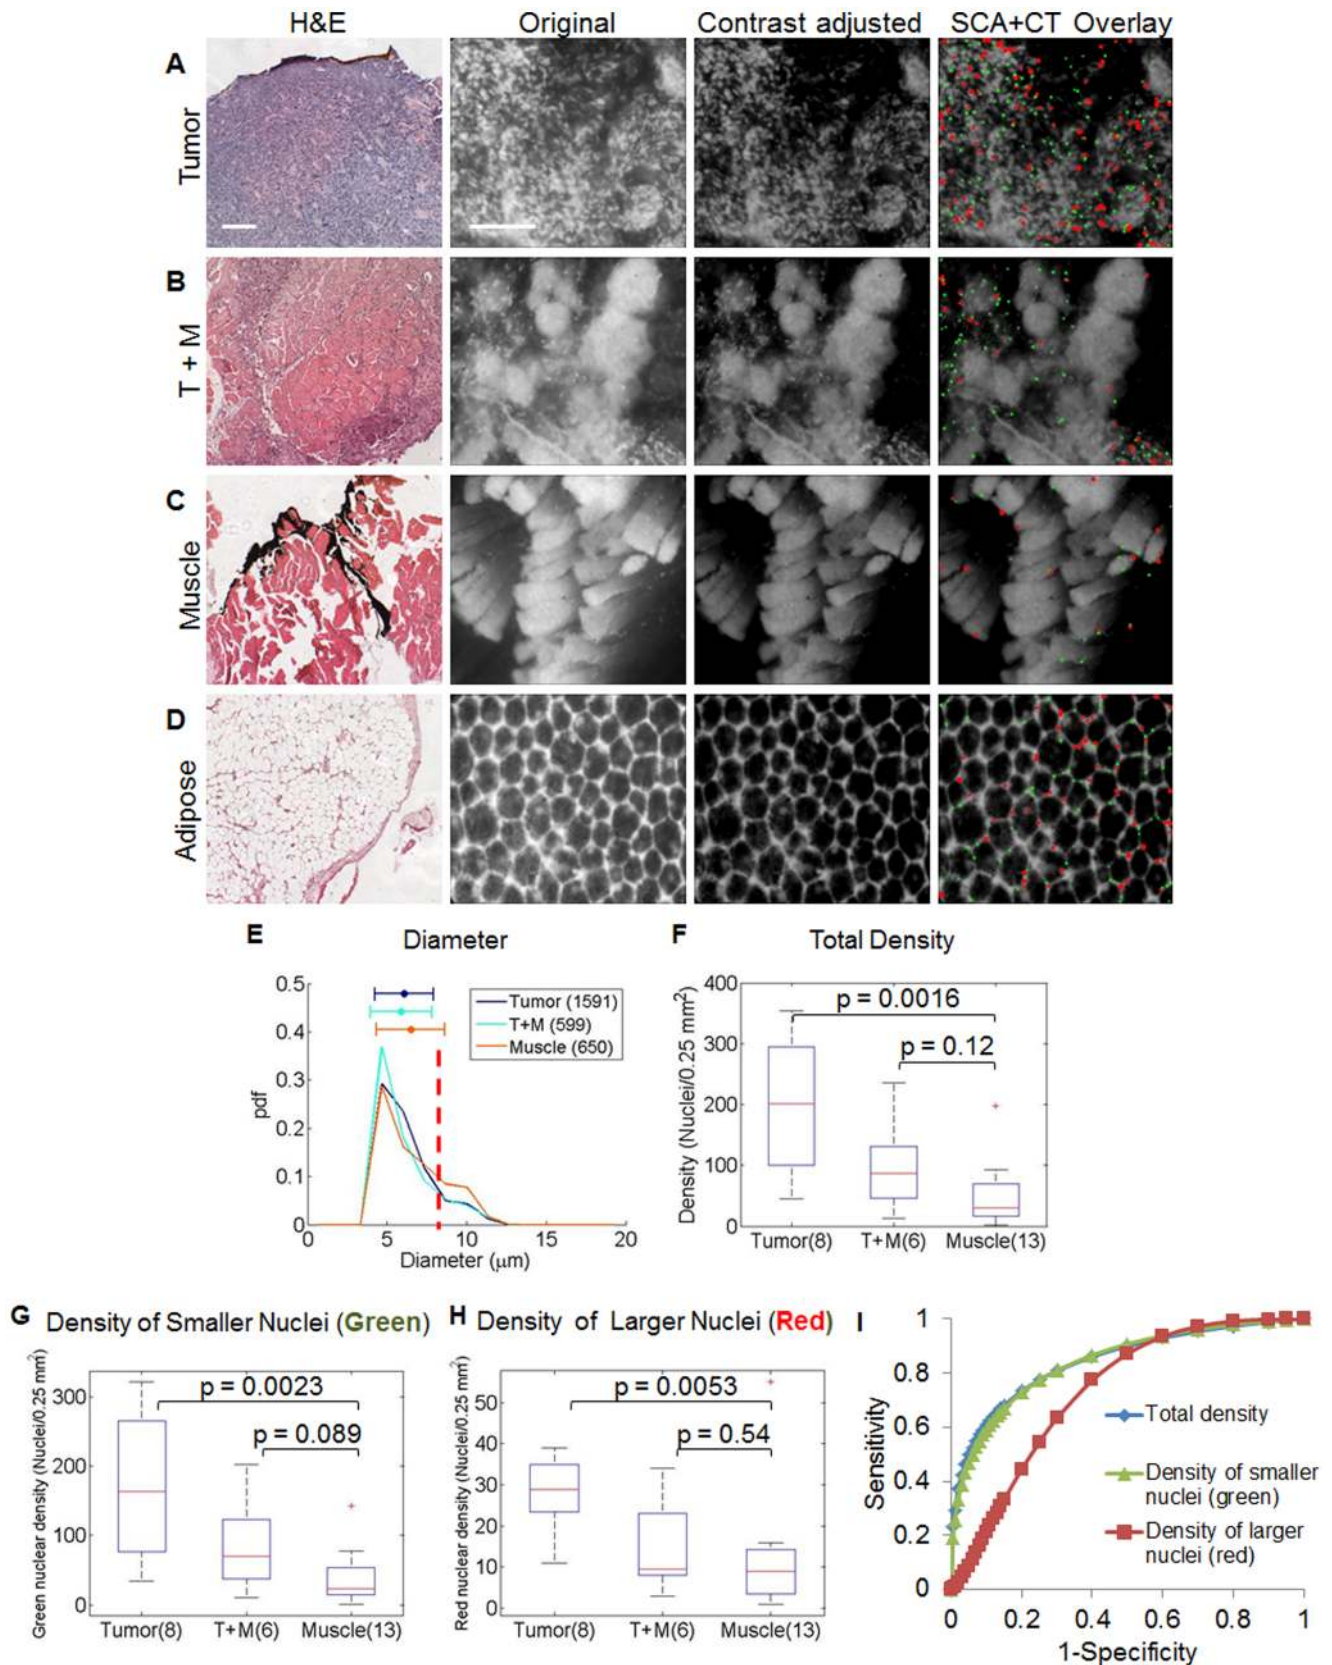 H&E Original Contrast adjusted SCA+CT Overlay
A
Tumor
B
T + M
C
Muscle
D
Adipose
E Diameter
0.5
0.4
0.3
0.2
0.1
0
pdf
Tumor (1591)
T+M (599)
Muscle (650)
0 5 10 15 20
Diameter (μm)
F Total Density
400
300
200
100
0
Density (Nuclei/0.25 mm²)
p = 0.0016
p = 0.12
Tumor(8) T+M(6) Muscle(13)
G Density of Smaller Nuclei (Green)
300
200
100
0
Green nuclear density (Nuclei/0.25 mm²)
p = 0.0023
p = 0.089
Tumor(8) T+M(6) Muscle(13)
H Density of Larger Nuclei (Red)
50
40
30
20
10
0
Red nuclear density (Nuclei/0.25 mm²)
p = 0.0053
p = 0.54
Tumor(8) T+M(6) Muscle(13)
I
1
0.8
0.6
0.4
0.2
0
Sensitivity
Total density
Density of smaller
nuclei (green)
Density of larger
nuclei (red)
0 0.2 0.4 0.6 0.8 1
1-Specificity